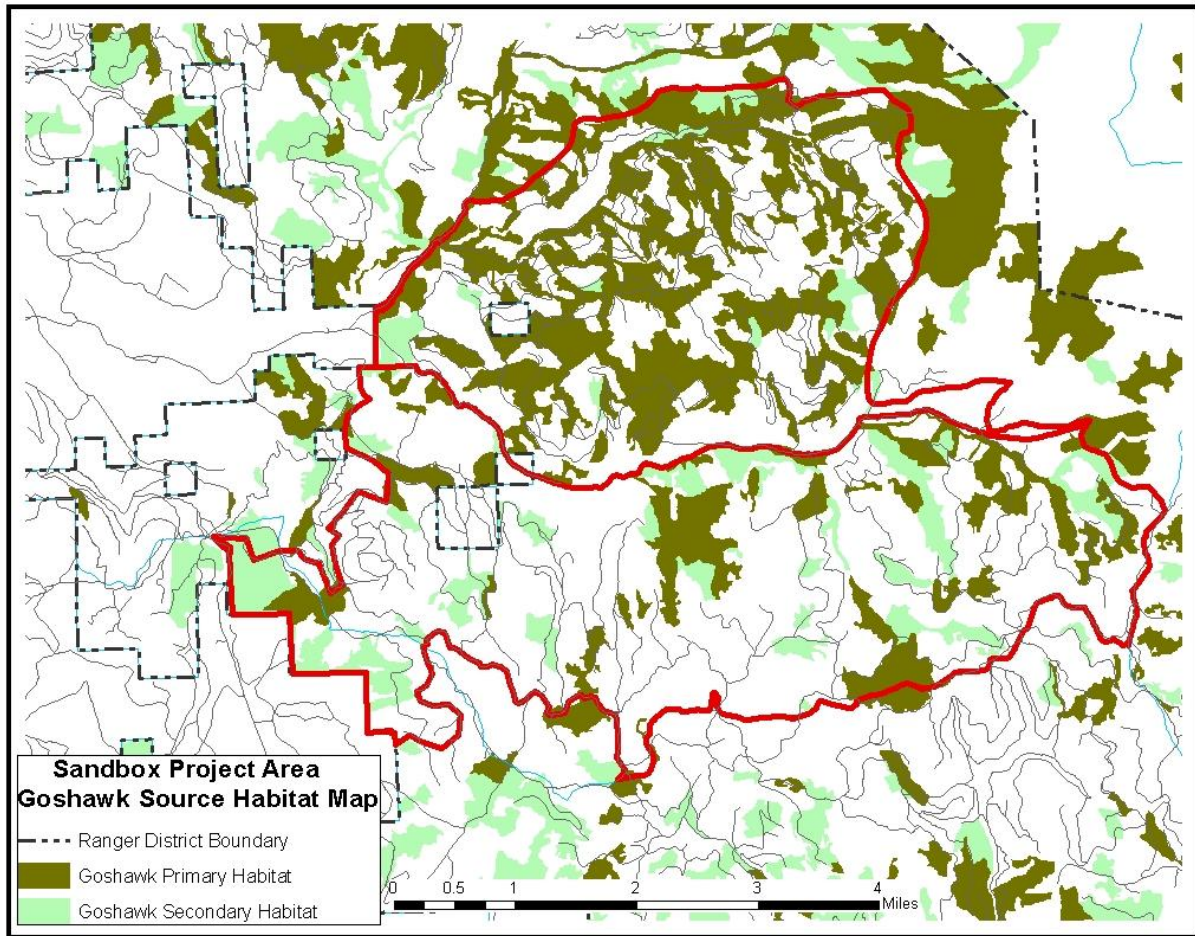 Sandbox Project Area
Goshawk Source Habitat Map
Ranger District Boundary
Goshawk Primary Habitat
Goshawk Secondary Habitat
0 0.5 1 2 3 4
Miles